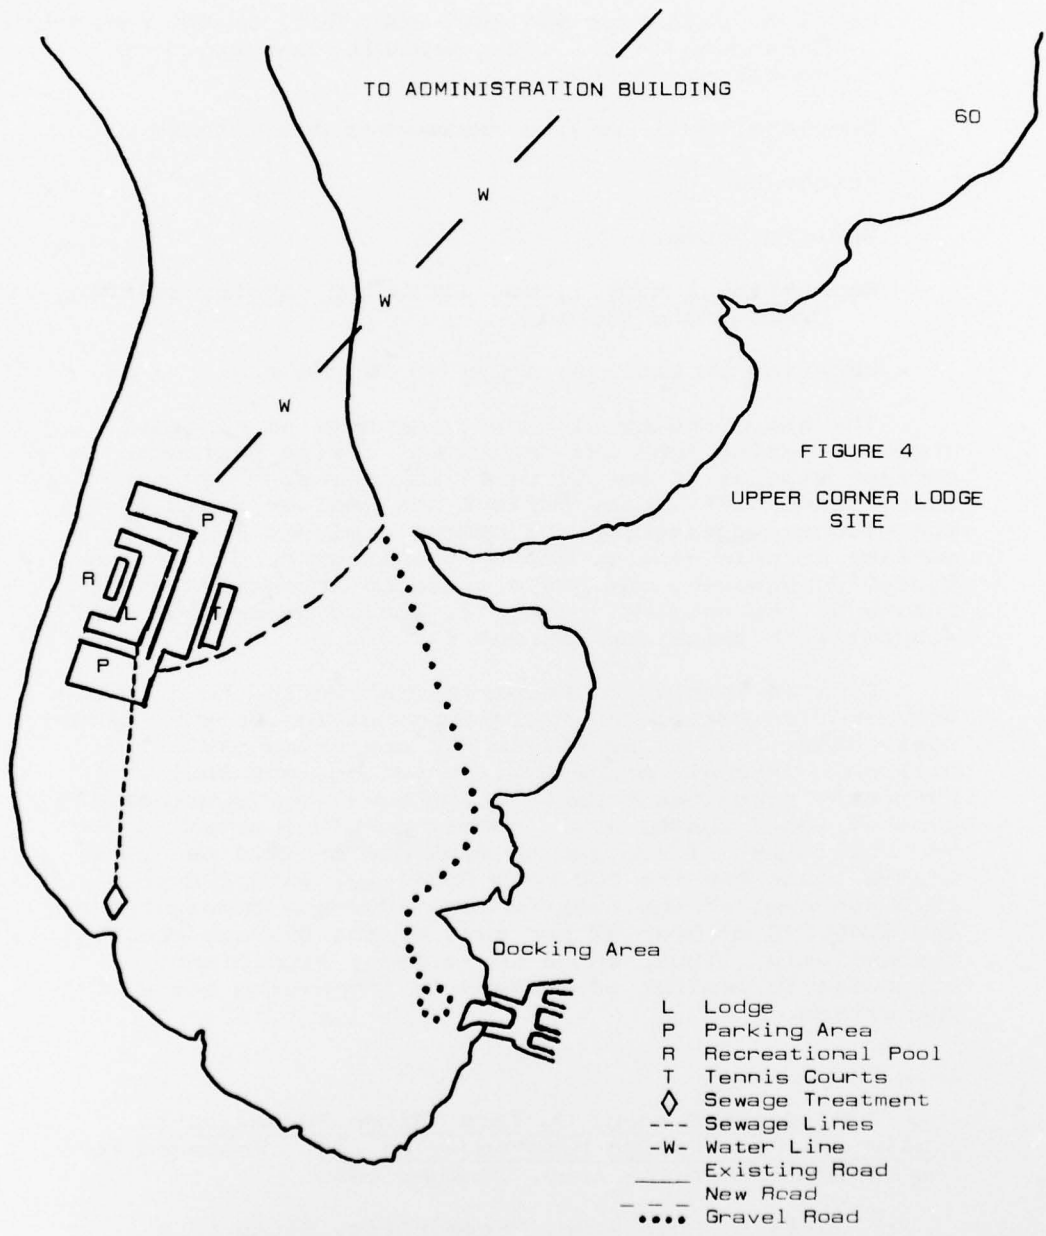 TO ADMINISTRATION BUILDING
60
W
W
W
FIGURE 4
UPPER CORNER LODGE
SITE
P
R
L
T
P
Docking Area
L Lodge
P Parking Area
R Recreational Pool
T Tennis Courts
◇ Sewage Treatment
--- Sewage Lines
-W- Water Line
Existing Road
New Road
•••• Gravel Road